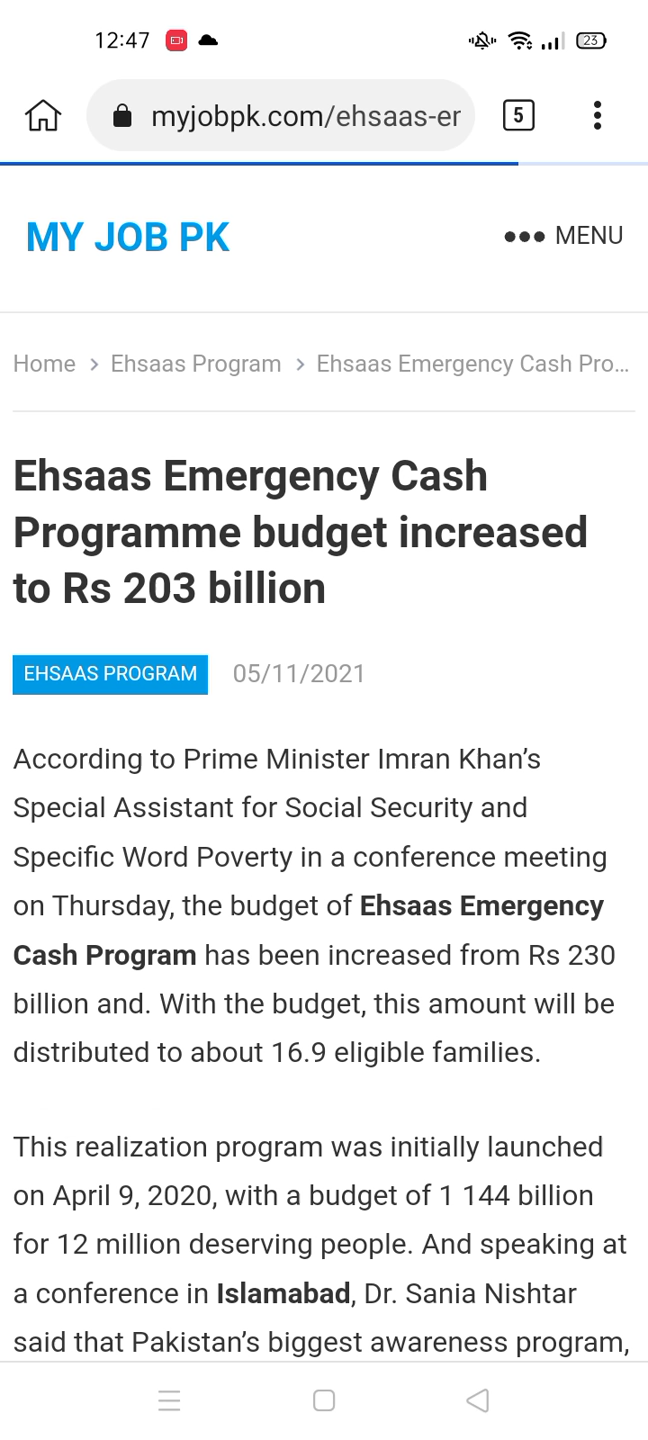 12:47
23
myjobpk.com/ehsaas-er
5
MY JOB PK
••• MENU
Home > Ehsaas Program > Ehsaas Emergency Cash Pro...
Ehsaas Emergency Cash
Programme budget increased
to Rs 203 billion
EHSAAS PROGRAM 05/11/2021
According to Prime Minister Imran Khan’s
Special Assistant for Social Security and
Specific Word Poverty in a conference meeting
on Thursday, the budget of Ehsaas Emergency
Cash Program has been increased from Rs 230
billion and. With the budget, this amount will be
distributed to about 16.9 eligible families.
This realization program was initially launched
on April 9, 2020, with a budget of 1 144 billion
for 12 million deserving people. And speaking at
a conference in Islamabad, Dr. Sania Nishtar
said that Pakistan’s biggest awareness program,